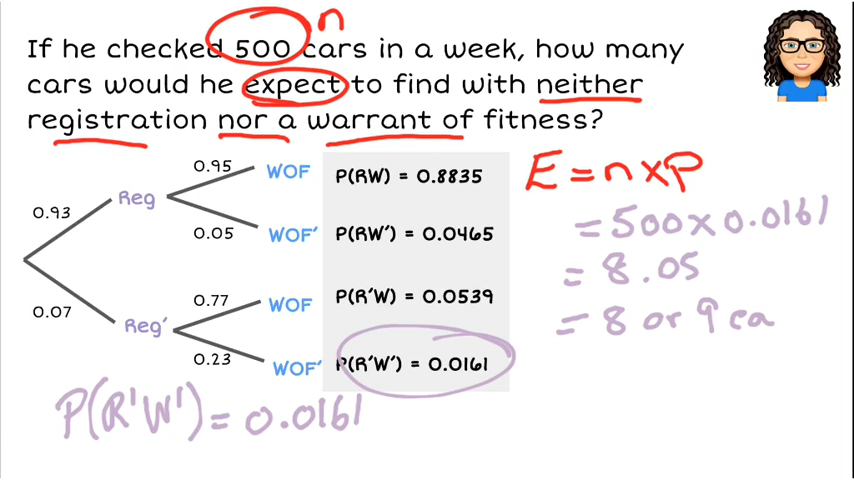 n
If he checked 500 cars in a week, how many
cars would he expect to find with neither
registration nor a warrant of fitness?
0.95
WOF
P(RW) = 0.8835
E = n x P
0.93
Reg
0.05
WOF'
P(RW') = 0.0465
= 500 x 0.0161
= 8.05
0.07
Reg'
0.77
WOF
P(R'W) = 0.0539
= 8 or 9 ca
0.23
WOF'
P(R'W') = 0.0161
P(R'W') = 0.0161